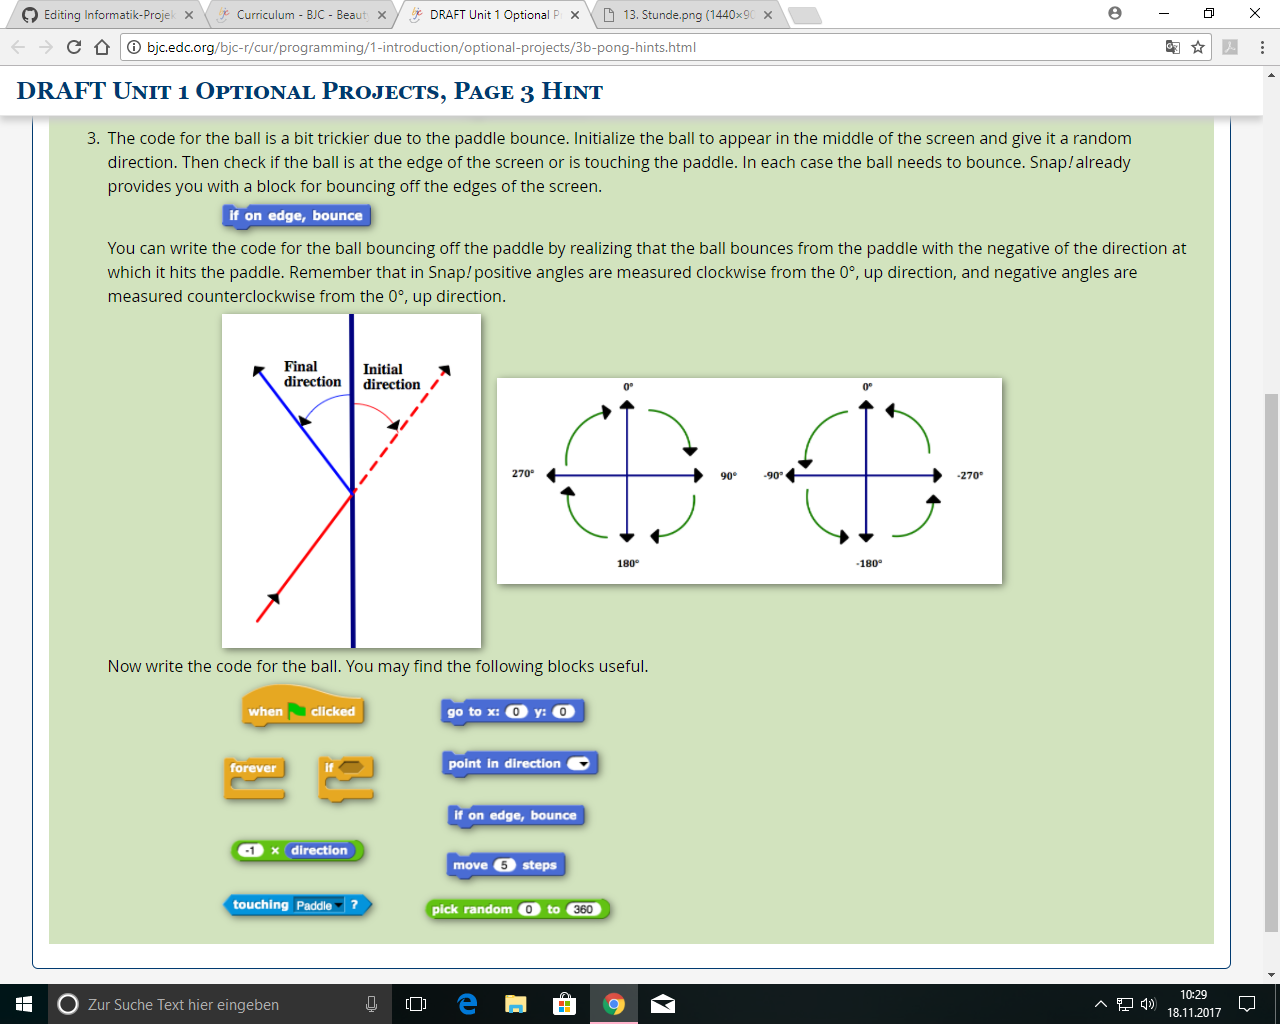 Editing Informatik-Projek
Curriculum - BJC - Beaut
DRAFT Unit 1 Optional P
13. Stunde.png (1440×90
bjc.edc.org/bjc-r/cur/programming/1-introduction/optional-projects/3b-pong-hints.html
DRAFT Unit 1 Optional Projects, Page 3 Hint
3. The code for the ball is a bit trickier due to the paddle bounce. Initialize the ball to appear in the middle of the screen and give it a random
direction. Then check if the ball is at the edge of the screen or is touching the paddle. In each case the ball needs to bounce. Snap! already
provides you with a block for bouncing off the edges of the screen.
if on edge, bounce
You can write the code for the ball bouncing off the paddle by realizing that the ball bounces from the paddle with the negative of the direction at
which it hits the paddle. Remember that in Snap! positive angles are measured clockwise from the 0°, up direction, and negative angles are
measured counterclockwise from the 0°, up direction.
Final
direction
Initial
direction
0°
270°
90°
180°
0°
-90°
-270°
-180°
Now write the code for the ball. You may find the following blocks useful.
when clicked
go to x: 0 y: 0
forever
if
point in direction
if on edge, bounce
-1 × direction
move 5 steps
touching Paddle ?
pick random 0 to 360
Zur Suche Text hier eingeben
10:29
18.11.2017